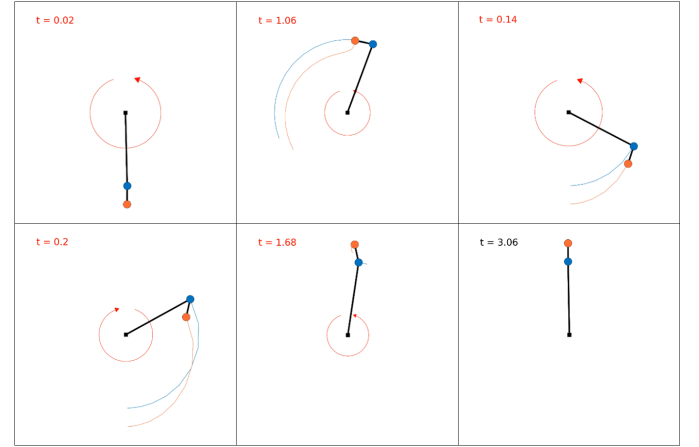 t = 0.02
t = 1.06
t = 0.14
t = 0.2
t = 1.68
t = 3.06